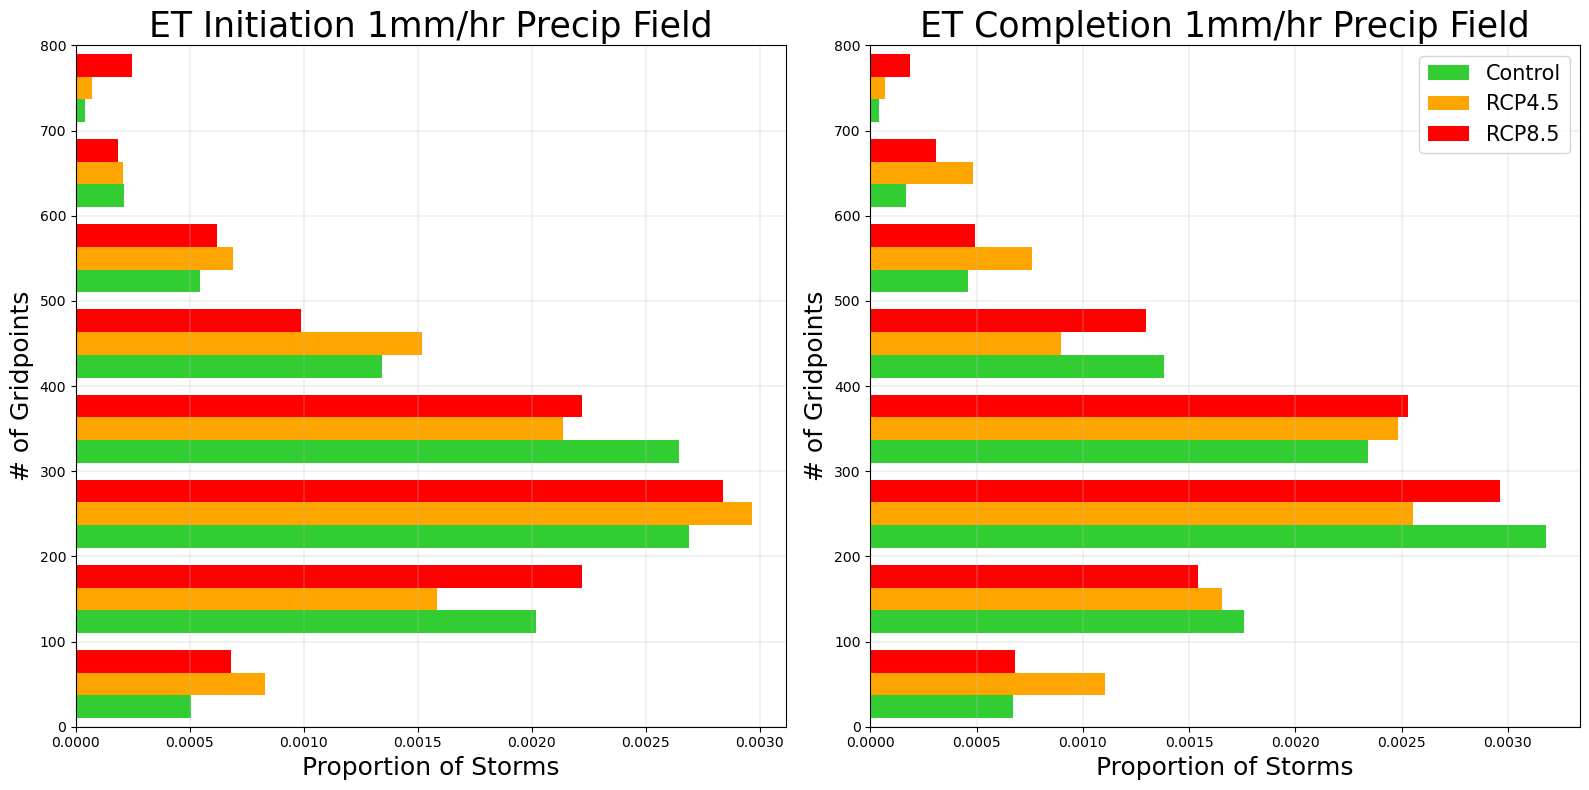 ET Initiation 1mm/hr Precip Field
# of Gridpoints
800
700
600
500
400
300
200
100
0
0.0000 0.0005 0.0010 0.0015 0.0020 0.0025 0.0030
Proportion of Storms
ET Completion 1mm/hr Precip Field
Control
RCP4.5
RCP8.5
# of Gridpoints
800
700
600
500
400
300
200
100
0
0.0000 0.0005 0.0010 0.0015 0.0020 0.0025 0.0030
Proportion of Storms